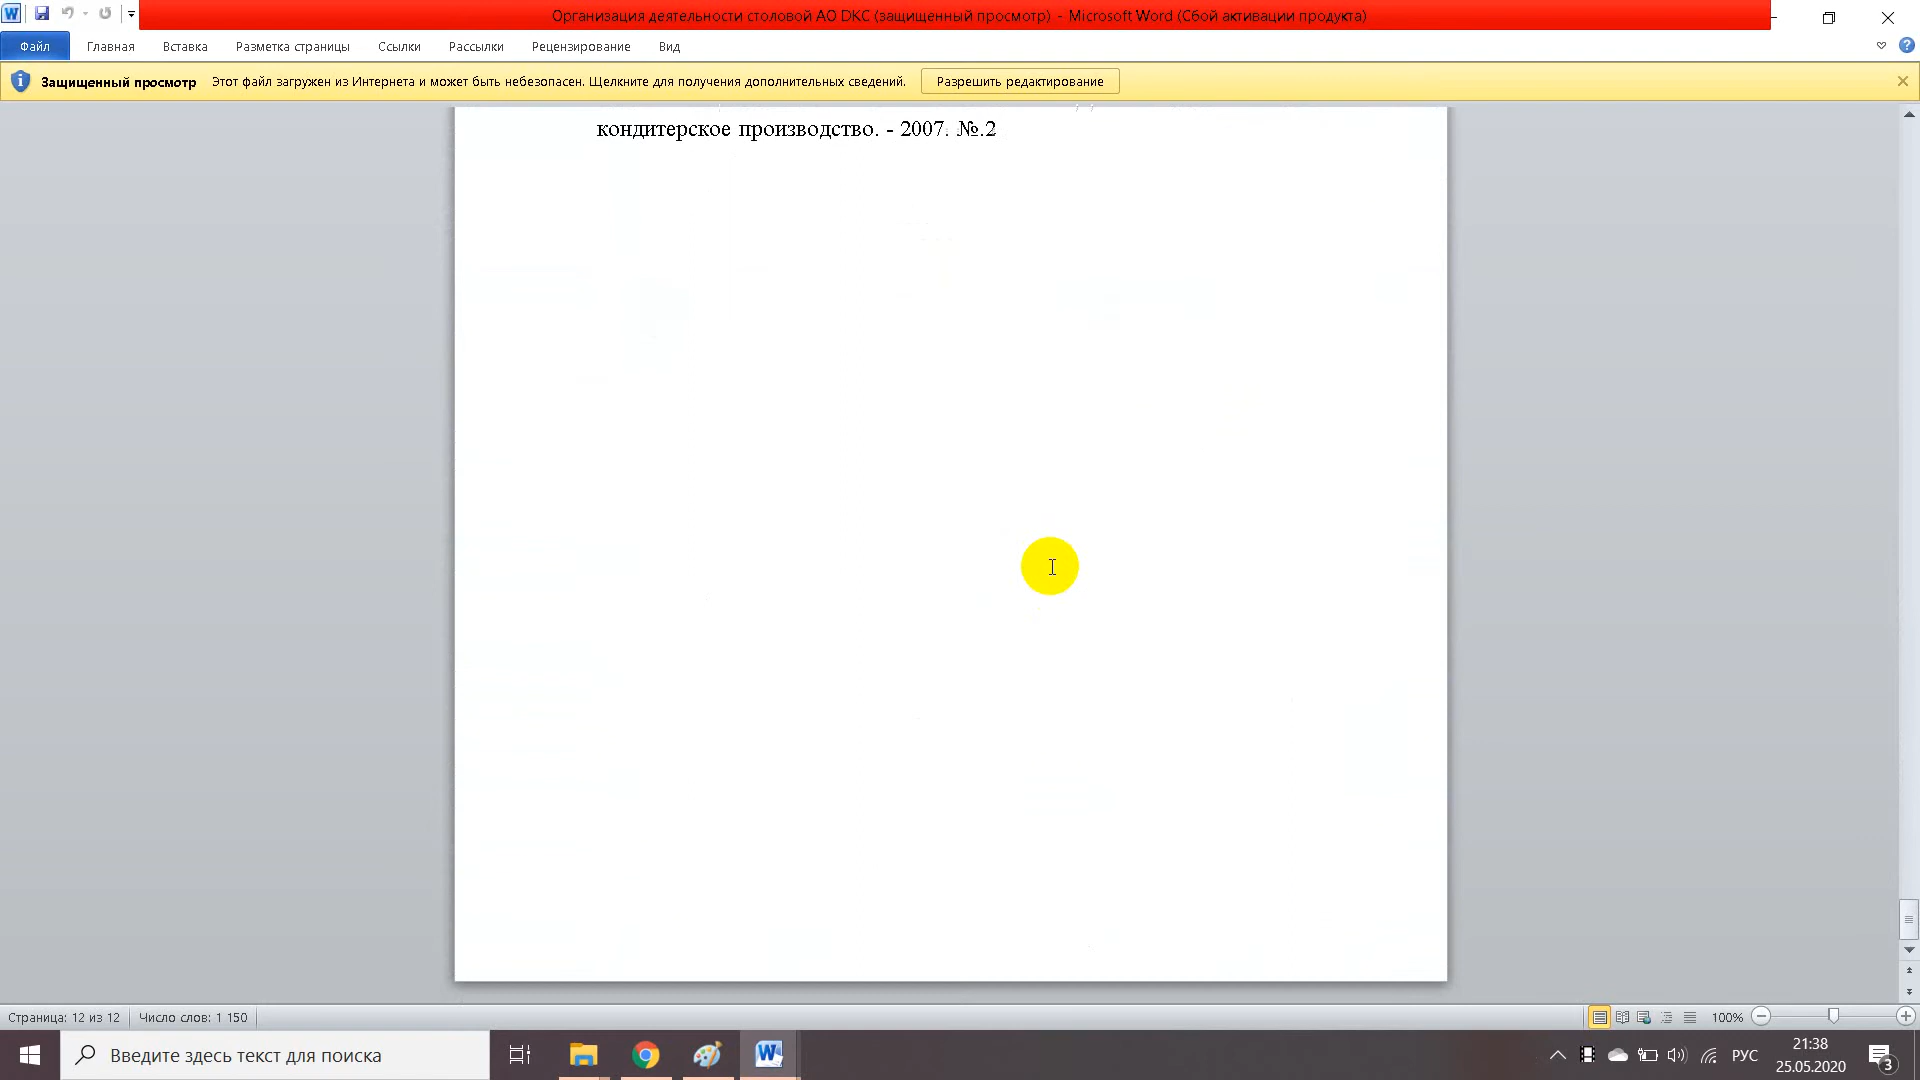 Организация деятельности столовой АО DKC (защищенный просмотр) - Microsoft Word (Сбой активации продукта)
Файл Главная Вставка Разметка страницы Ссылки Рассылки Рецензирование Вид
Защищенный просмотр Этот файл загружен из Интернета и может быть небезопасен. Щелкните для получения дополнительных сведений. Разрешить редактирование
кондитерское производство. - 2007. №.2
Страница: 12 из 12 Число слов: 1 150 100%
Введите здесь текст для поиска РУС 21:38
25.05.2020 3